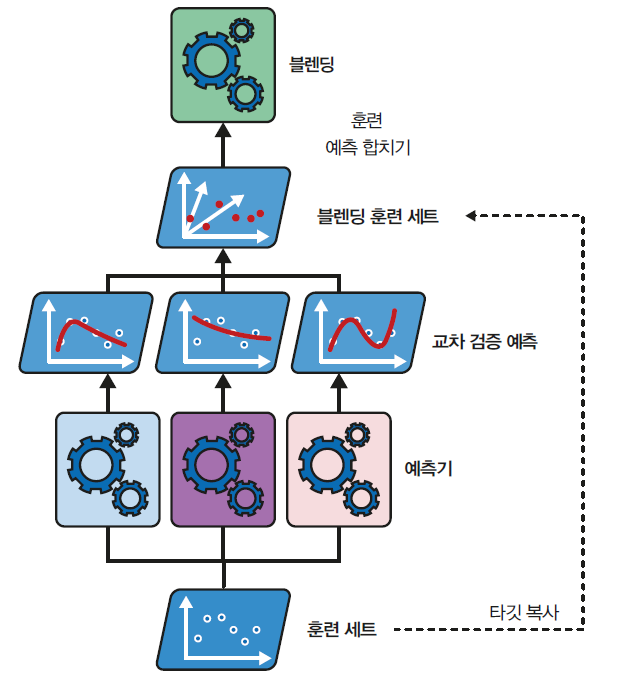 블렌딩
훈련
예측 합치기
블렌딩 훈련 세트
교차 검증 예측
예측기
타깃 복사
훈련 세트